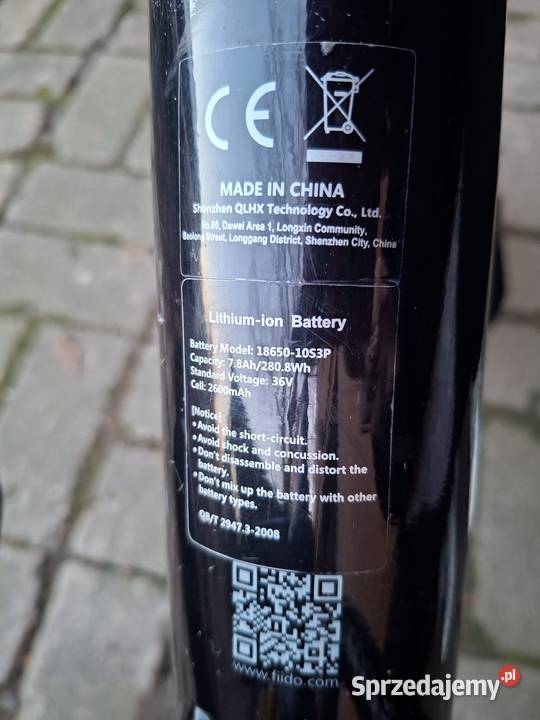 CE
MADE IN CHINA
Shenzhen QLHX Technology Co., Ltd.
No.60, Dawei Area 1, Longxin Community,
Baolong Street, Longgang District, Shenzhen City, China
Lithium-ion Battery
Battery Model: 18650-10S3P
Capacity: 7.8Ah/280.8Wh
Standard Voltage: 36V
Cell: 2600mAh
[Notice]
• Avoid the short-circuit.
• Avoid shock and concussion.
• Don't disassemble and distort the
battery.
• Don't mix up the battery with other
battery types.
QB/T 2947.3-2008
www.fiido.com
Sprzedajemy.pl